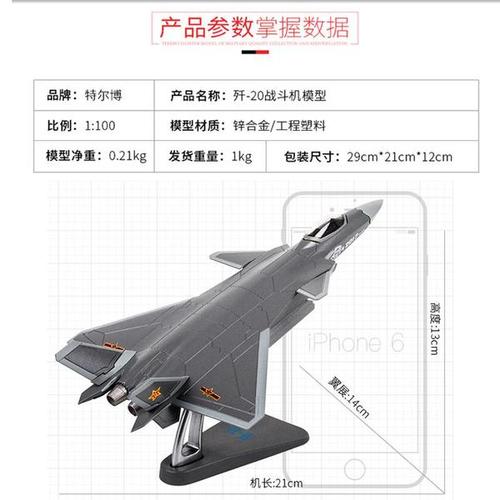 产品参数掌握数据
品牌：特尔博
产品名称：歼-20战斗机模型
比例：1:100
模型材质：锌合金/工程塑料
模型净重：0.21kg
发货重量：1kg
包装尺寸：29cm*21cm*12cm
iPhone 6
高度:13cm
翼展:14cm
机长:21cm